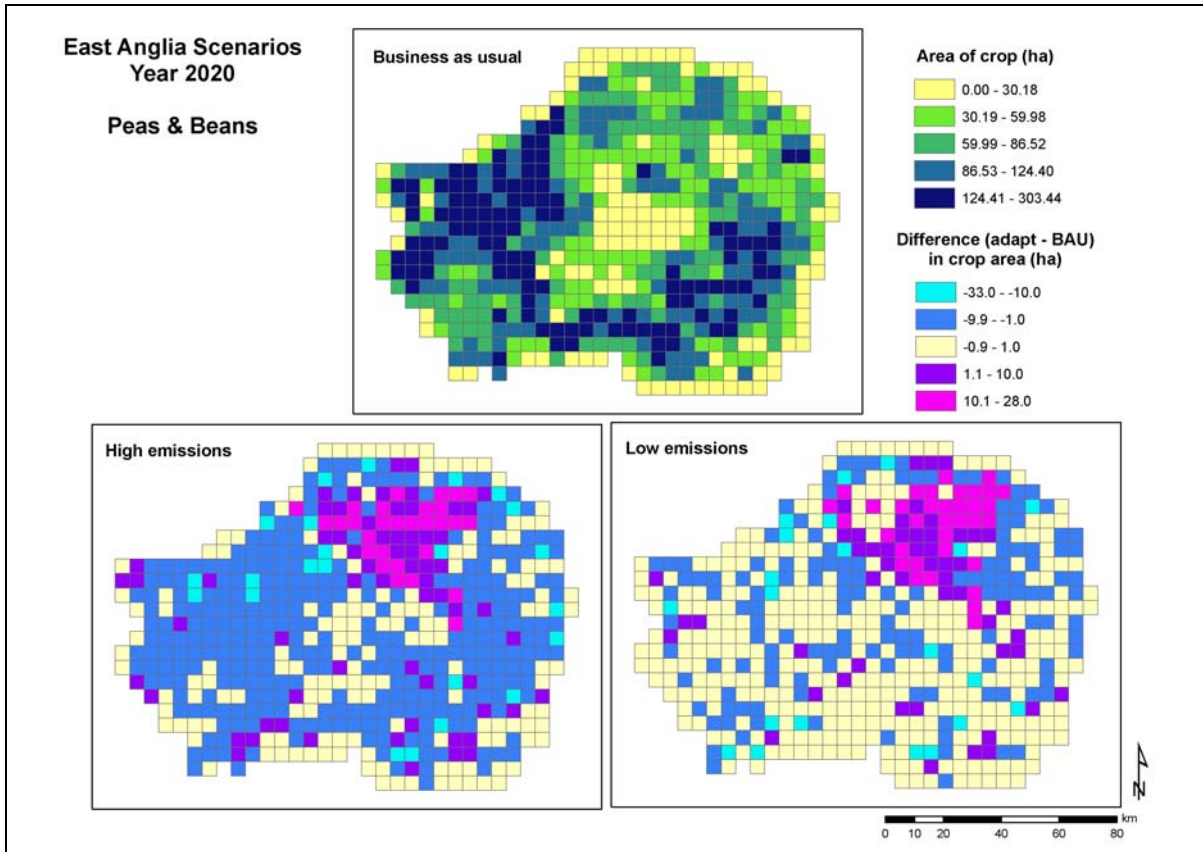 East Anglia Scenarios
Year 2020
Peas & Beans
Business as usual
Area of crop (ha)
0.00 - 30.18
30.19 - 59.98
59.99 - 86.52
86.53 - 124.40
124.41 - 303.44
Difference (adapt - BAU)
in crop area (ha)
-33.0 - -10.0
-9.9 - -1.0
-0.9 - 1.0
1.1 - 10.0
10.1 - 28.0
High emissions
Low emissions
N
km
0 10 20 40 60 80